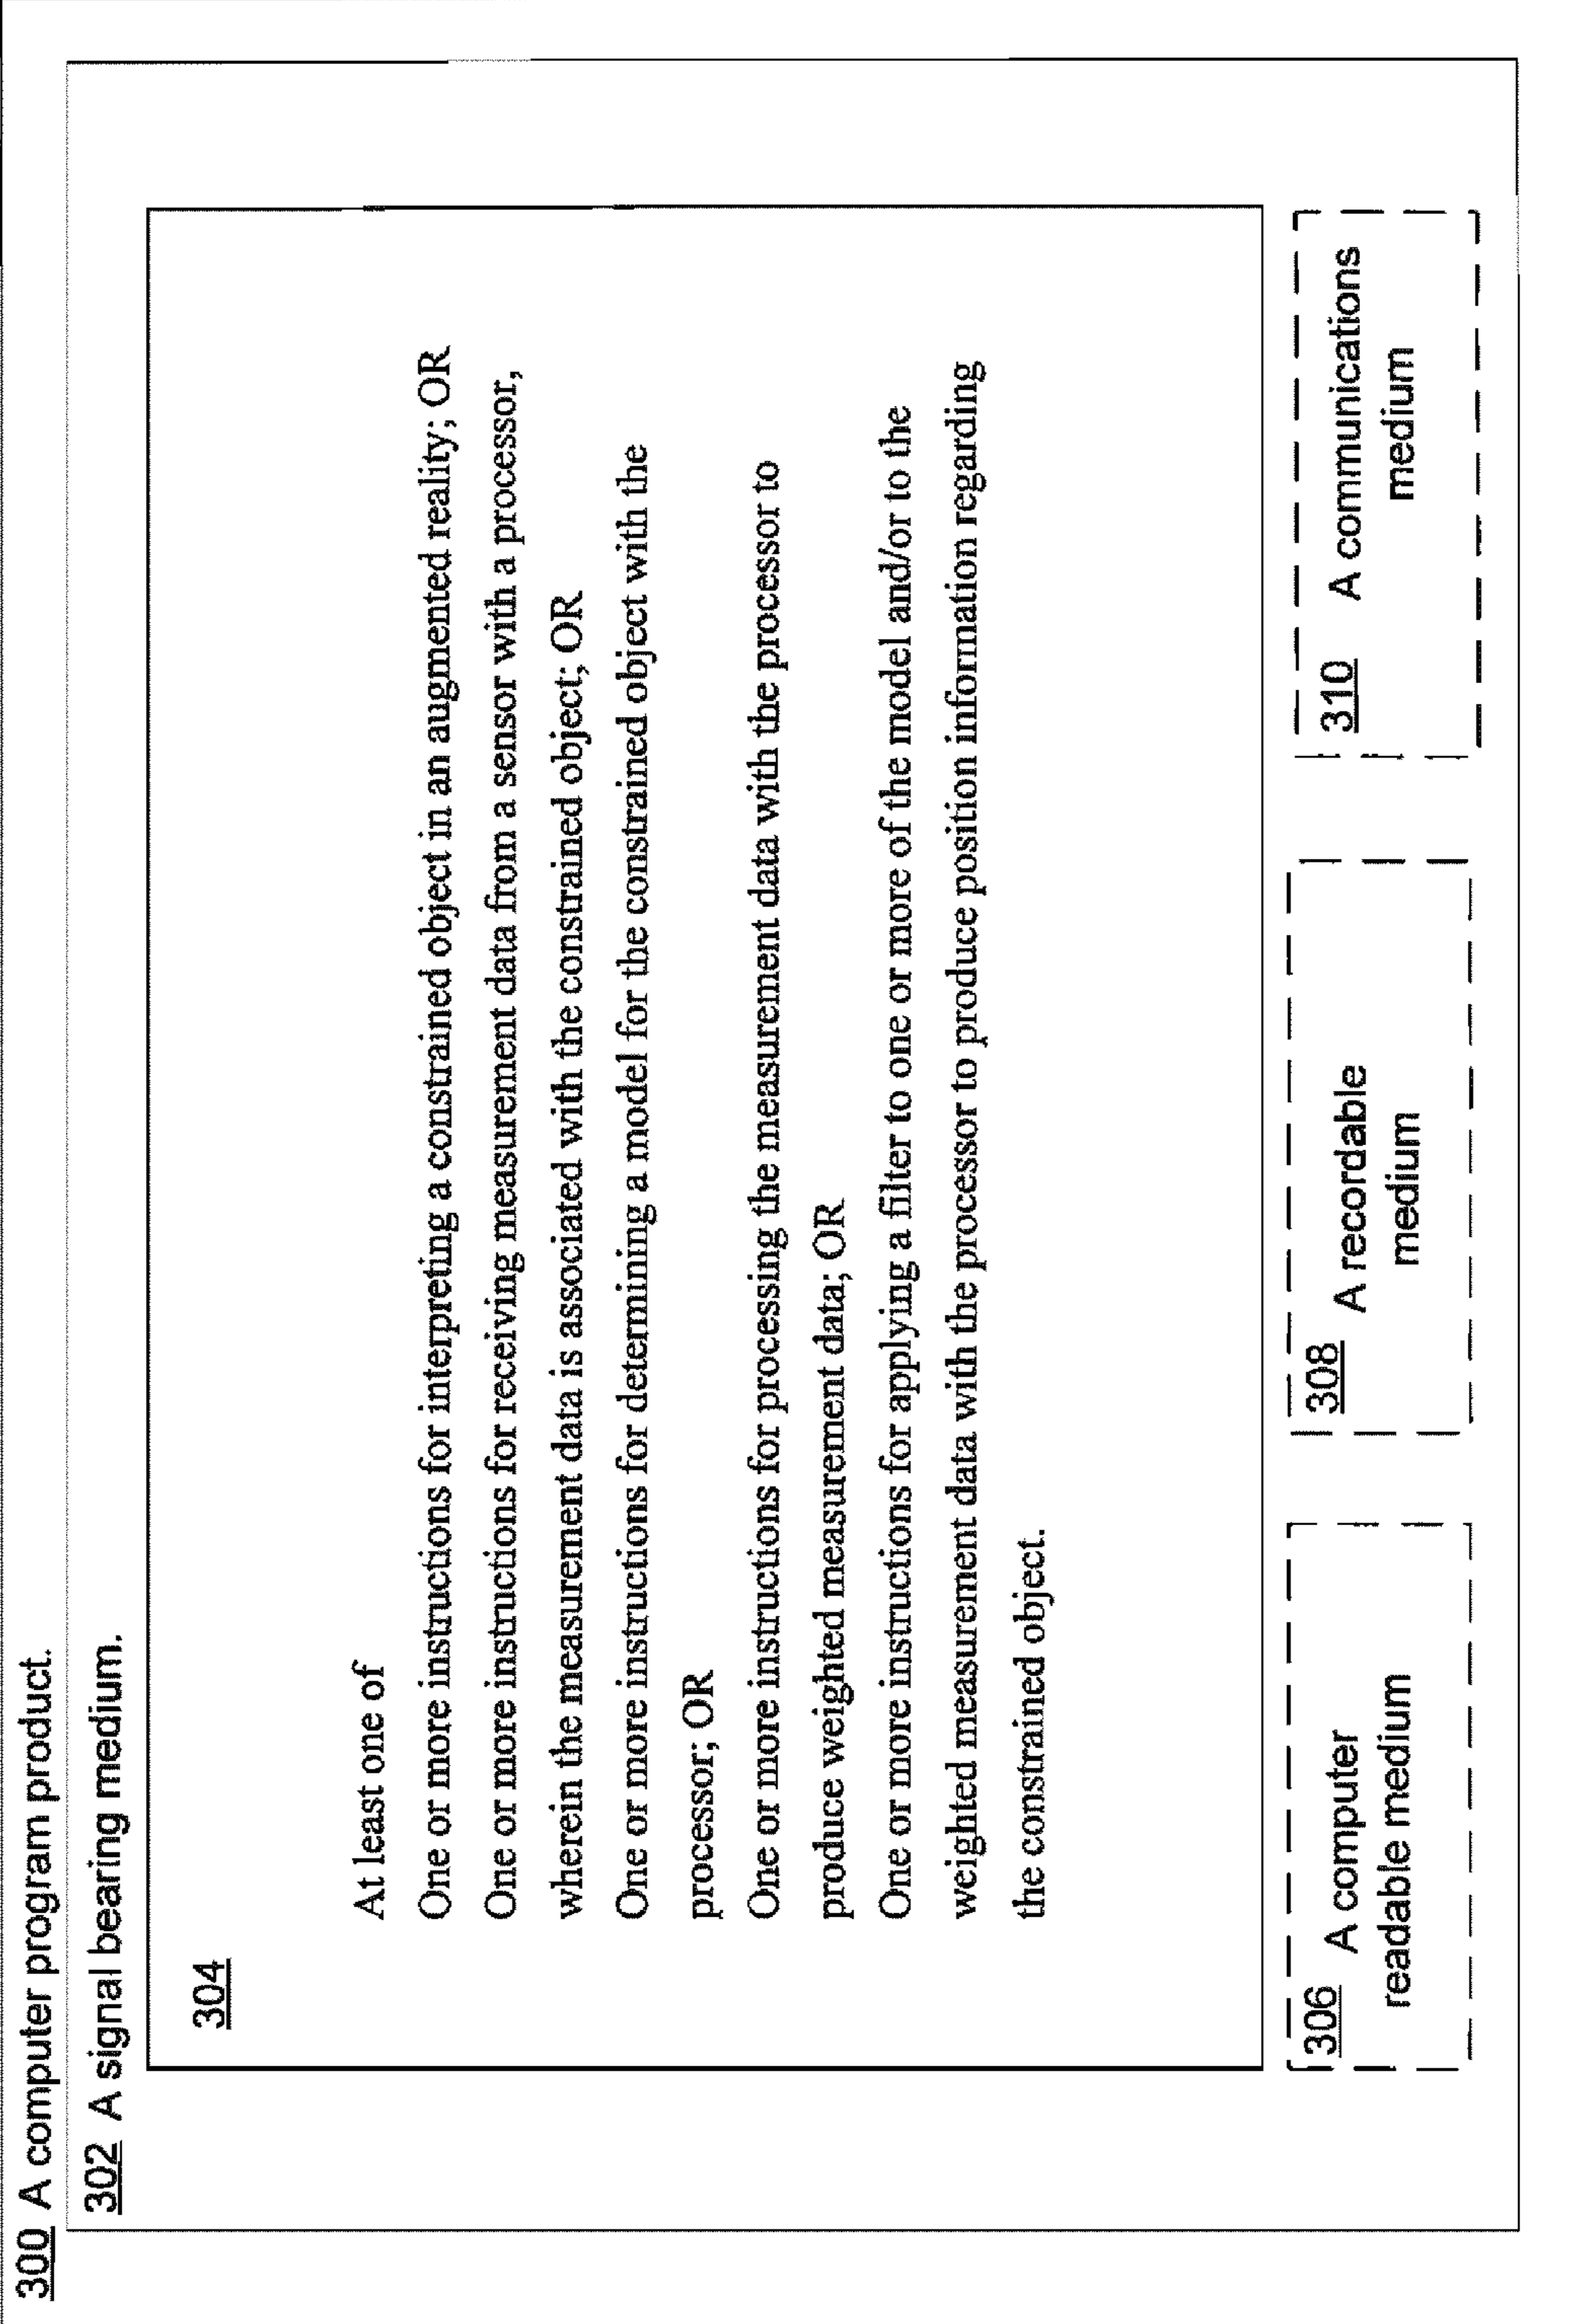 300 A computer program product.
302 A signal bearing medium.
304
At least one of
One or more instructions for interpreting a constrained object in an augmented reality; OR
One or more instructions for receiving measurement data from a sensor with a processor,
wherein the measurement data is associated with the constrained object; OR
One or more instructions for determining a model for the constrained object with the
processor; OR
One or more instructions for processing the measurement data with the processor to
produce weighted measurement data; OR
One or more instructions for applying a filter to one or more of the model and/or to the
weighted measurement data with the processor to produce position information regarding
the constrained object.
306 A computer
readable medium
308 A recordable
medium
310 A communications
medium